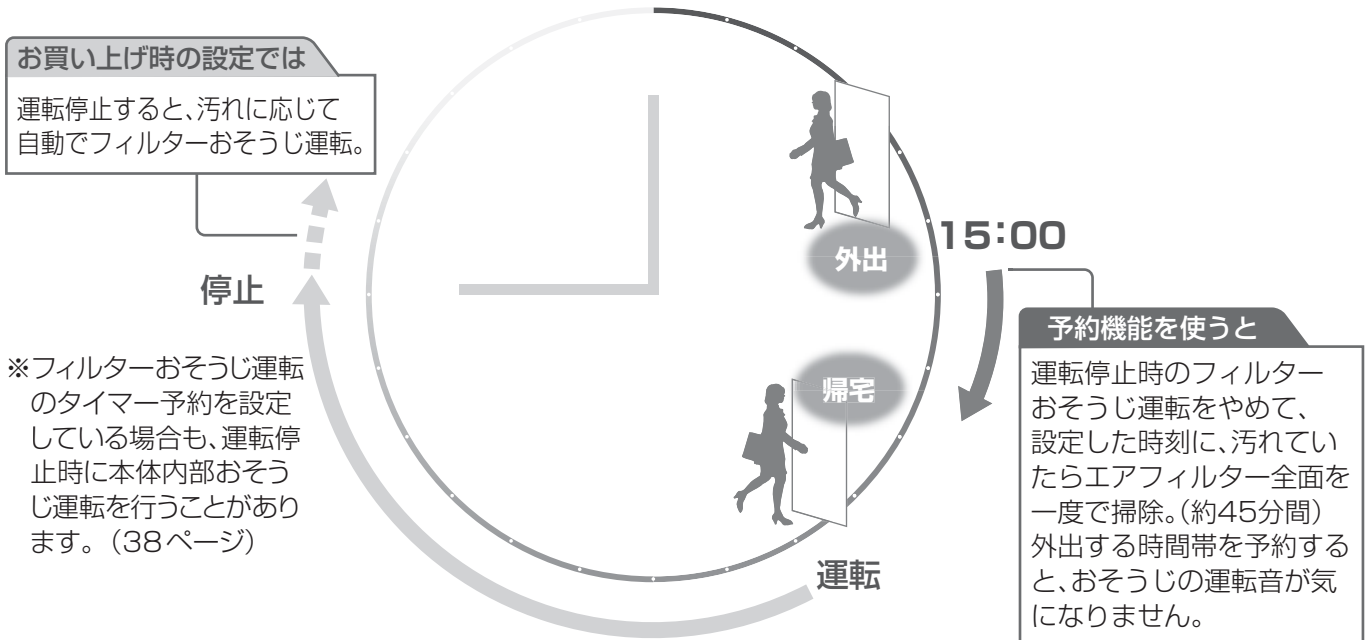 お買い上げ時の設定では
運転停止すると、汚れに応じて
自動でフィルターおそうじ運転。
停止
※フィルターおそうじ運転
のタイマー予約を設定
している場合も、運転停
止時に本体内部おそう
じ運転を行うことがあり
ます。（38ページ）
外出
15:00
帰宅
運転
予約機能を使うと
運転停止時のフィルター
おそうじ運転をやめて、
設定した時刻に、汚れてい
たらエアフィルター全面を
一度で掃除。（約45分間）
外出する時間帯を予約する
と、おそうじの運転音が気
になりません。